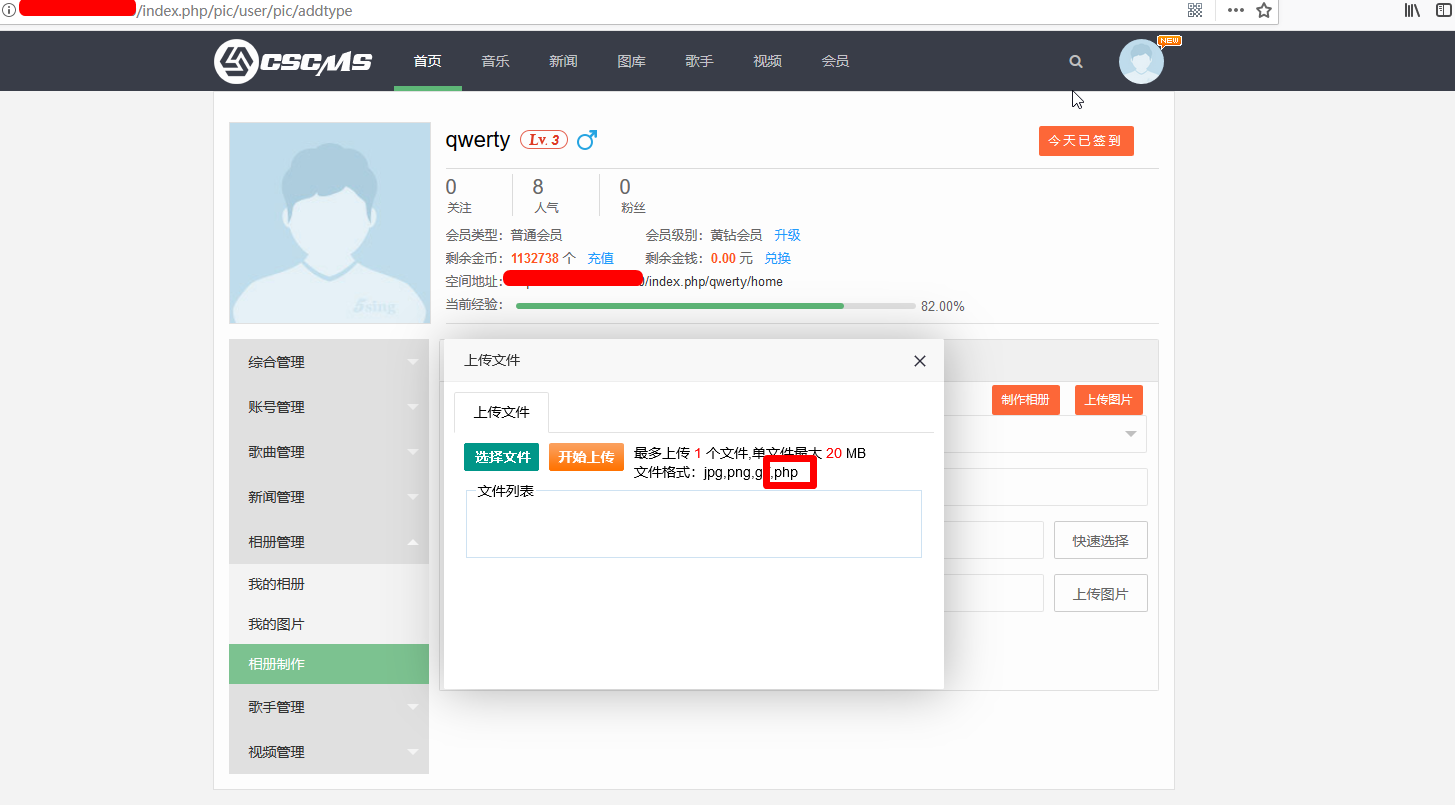 /index.php/pic/user/pic/addtype
CSCMS 首页 音乐 新闻 图库 歌手 视频 会员 NEW
qwerty Lv.3 今天已签到
0 8 0
关注 人气 粉丝
会员类型：普通会员 会员级别：黄钻会员 升级
剩余金币：1132738 个 充值 剩余金钱：0.00 元 兑换
空间地址： /index.php/qwerty/home
当前经验： 82.00%
5sing
综合管理
账号管理
歌曲管理
新闻管理
相册管理
我的相册
我的图片
相册制作
歌手管理
视频管理
上传文件
上传文件
选择文件 开始上传 最多上传 1 个文件,单文件最大 20 MB
文件格式：jpg,png,g ,php
文件列表
制作相册 上传图片
快速选择
上传图片